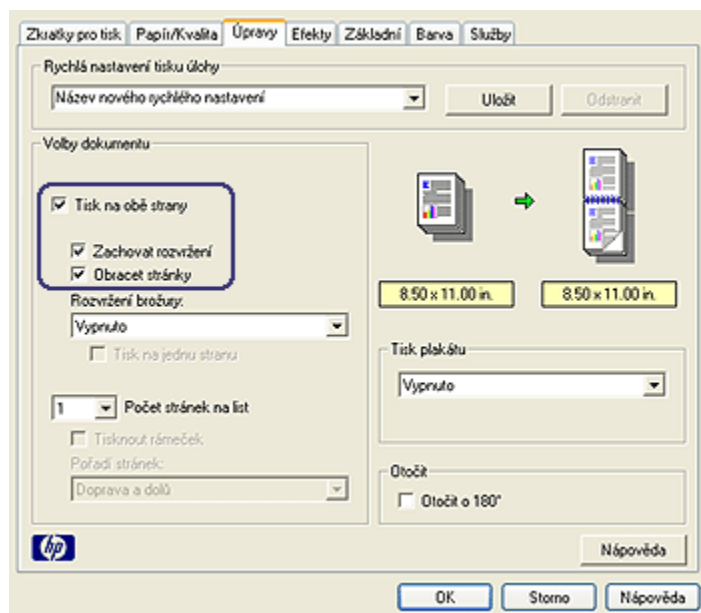 Zkratky pro tisk Papír/Kvalita Úpravy Efekty Základní Barva Služby
Rychlá nastavení tisku úlohy
Název nového rychlého nastavení Uložit Odstranit
Volby dokumentu
Tisk na obě strany
Zachovat rozvržení
Obracet stránky
Rozvržení brožury:
Vypnuto
Tisk na jednu stranu
1 Počet stránek na list
Tisknout rámeček
Pořadí stránek:
Doprava a dolů
8.50 x 11.00 in. 8.50 x 11.00 in.
Tisk plakátu
Vypnuto
Otočit
Otočit o 180°
hp Nápověda
OK Storno Nápověda